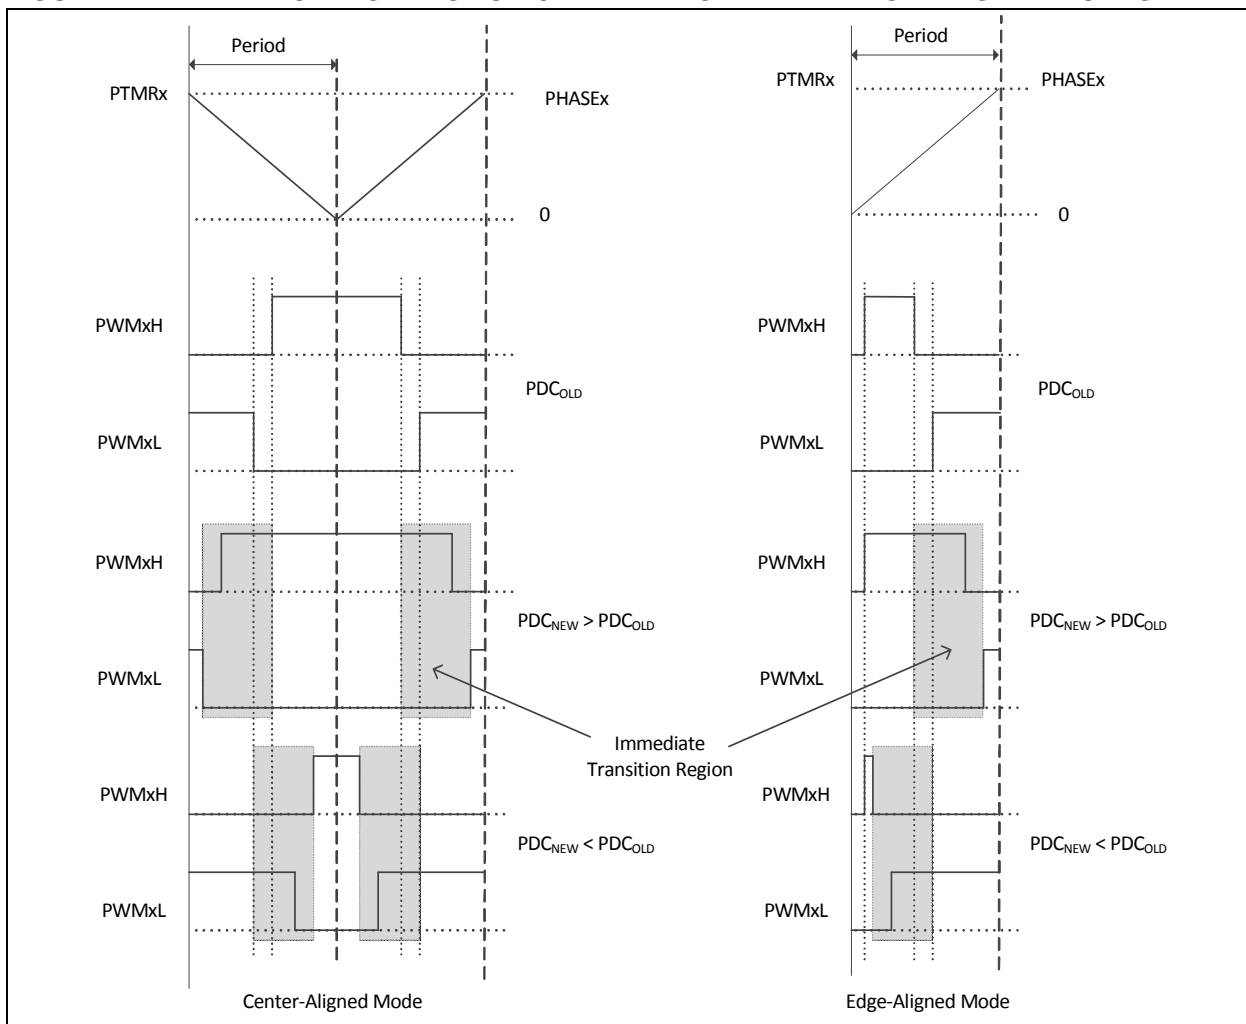 Period
PTMRx
PHASEx
0
PWMxH
PDCOLD
PWMxL
PWMxH
PDCNEW > PDCOLD
PWMxL
Immediate
Transition Region
PWMxH
PDCNEW < PDCOLD
PWMxL
Center-Aligned Mode
Period
PTMRx
PHASEx
0
PWMxH
PDCOLD
PWMxL
PWMxH
PDCNEW > PDCOLD
PWMxL
PWMxH
PDCNEW < PDCOLD
PWMxL
Edge-Aligned Mode